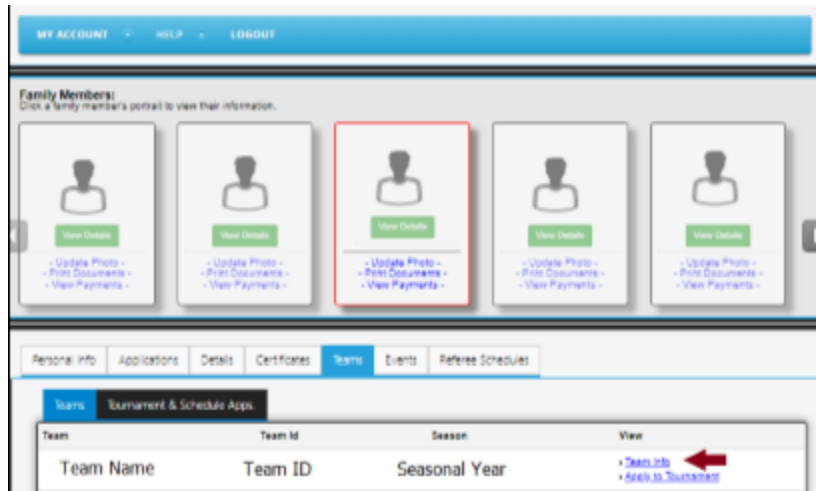 MY ACCOUNT HELP LOGOUT
Family Members:
Click a family member's portrait to view their information.
View Details View Details View Details View Details View Details
- Update Photo - - Update Photo - - Update Photo - - Update Photo - - Update Photo -
- Print Documents - - Print Documents - - Print Documents - - Print Documents - - Print Documents -
- View Payments - - View Payments - - View Payments - - View Payments - - View Payments -
Personal Info Applications Details Certificates Teams Events Referee Schedules
Teams Tournament & Schedule Apps.
Team Team Id Season View
Team Name Team ID Seasonal Year Team Info
Apply to Tournament